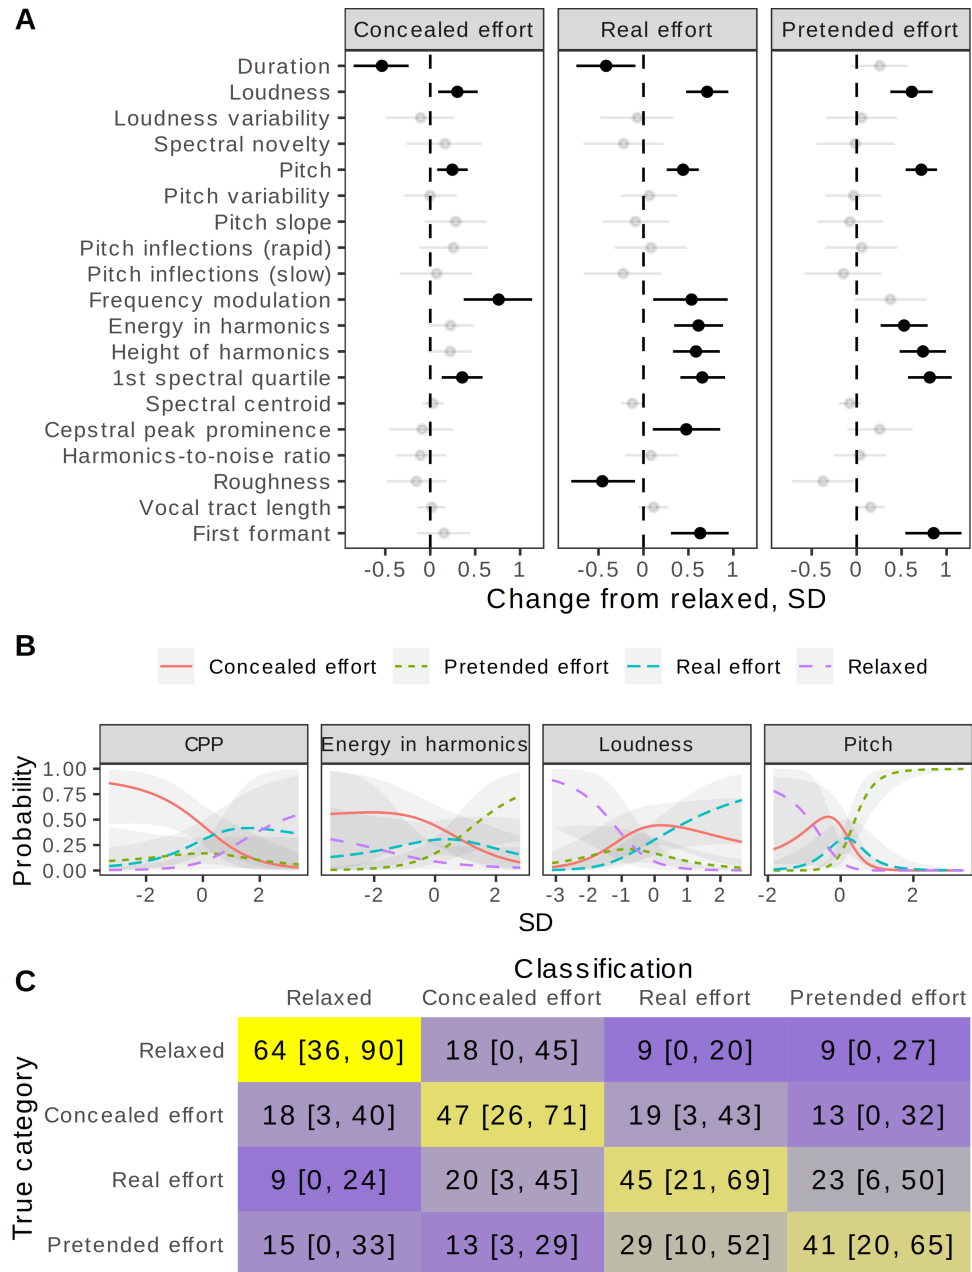 A
Concealed effort Real effort Pretended effort
Duration
Loudness
Loudness variability
Spectral novelty
Pitch
Pitch variability
Pitch slope
Pitch inflections (rapid)
Pitch inflections (slow)
Frequency modulation
Energy in harmonics
Height of harmonics
1st spectral quartile
Spectral centroid
Cepstral peak prominence
Harmonics-to-noise ratio
Roughness
Vocal tract length
First formant
-0.5 0 0.5 1 -0.5 0 0.5 1 -0.5 0 0.5 1
Change from relaxed, SD
B
Concealed effort Pretended effort Real effort Relaxed
CPP Energy in harmonics Loudness Pitch
Probability
1.00
0.75
0.50
0.25
0.00
-2 0 2 -2 0 2 -3 -2 -1 0 1 2 -2 0 2
SD
C
Classification
Relaxed Concealed effort Real effort Pretended effort
True category
Relaxed 64 [36, 90] 18 [0, 45] 9 [0, 20] 9 [0, 27]
Concealed effort 18 [3, 40] 47 [26, 71] 19 [3, 43] 13 [0, 32]
Real effort 9 [0, 24] 20 [3, 45] 45 [21, 69] 23 [6, 50]
Pretended effort 15 [0, 33] 13 [3, 29] 29 [10, 52] 41 [20, 65]